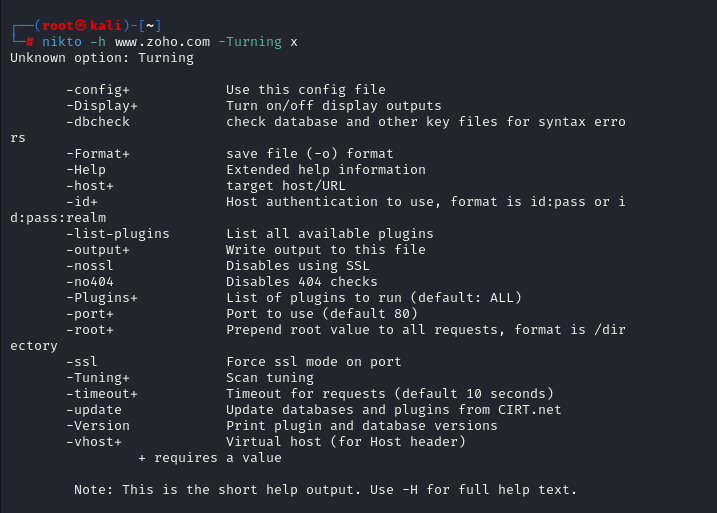 ┌──(root㉿kali)-[~]
└─# nikto -h www.zoho.com -Turning x
Unknown option: Turning
-config+ Use this config file
-Display+ Turn on/off display outputs
-dbcheck check database and other key files for syntax erro
rs
-Format+ save file (-o) format
-Help Extended help information
-host+ target host/URL
-id+ Host authentication to use, format is id:pass or i
d:pass:realm
-list-plugins List all available plugins
-output+ Write output to this file
-nossl Disables using SSL
-no404 Disables 404 checks
-Plugins+ List of plugins to run (default: ALL)
-port+ Port to use (default 80)
-root+ Prepend root value to all requests, format is /dir
ectory
-ssl Force ssl mode on port
-Tuning+ Scan tuning
-timeout+ Timeout for requests (default 10 seconds)
-update Update databases and plugins from CIRT.net
-Version Print plugin and database versions
-vhost+ Virtual host (for Host header)
+ requires a value
Note: This is the short help output. Use -H for full help text.